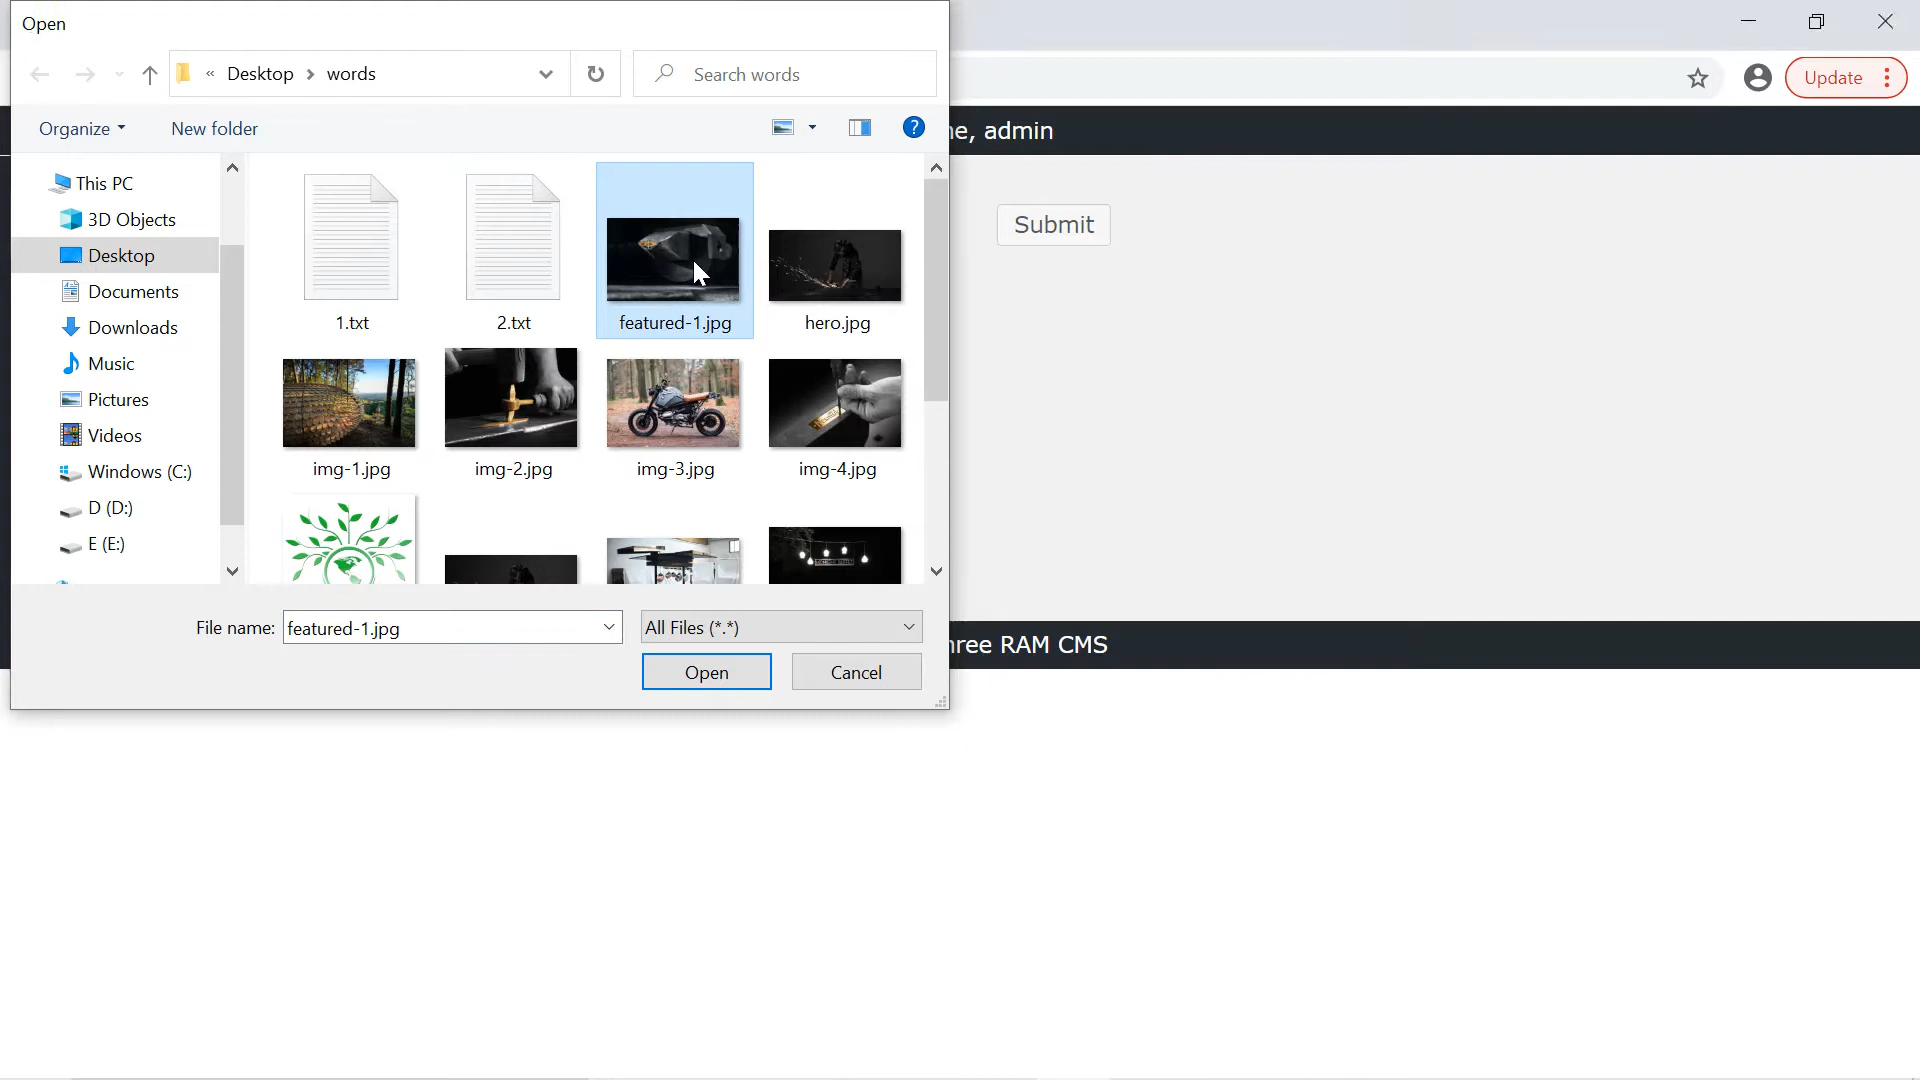 Open
« Desktop › words
Search words
Update
Organize
New folder
?
admin
This PC
3D Objects
Desktop
Documents
Downloads
Music
Pictures
Videos
Windows (C:)
D (D:)
E (E:)
1.txt
2.txt
featured-1.jpg
hero.jpg
Submit
img-1.jpg
img-2.jpg
img-3.jpg
img-4.jpg
File name:
featured-1.jpg
All Files (*.*)
Open
Cancel
RAM CMS